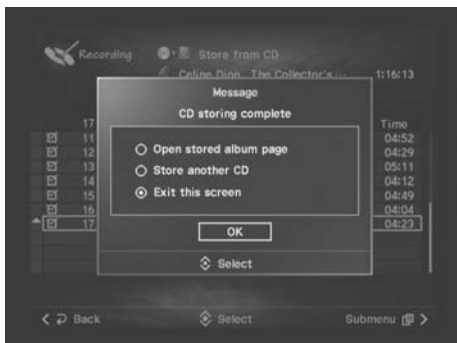 Recording
Store from CD
Celine Dion The Collector's ...
1:16:13
Message
CD storing complete
Open stored album page
Store another CD
Exit this screen
OK
Select
17
Time
11 04:52
12 04:29
13 05:11
14 04:12
15 04:49
16 04:04
17 04:23
Back
Select
Submenu